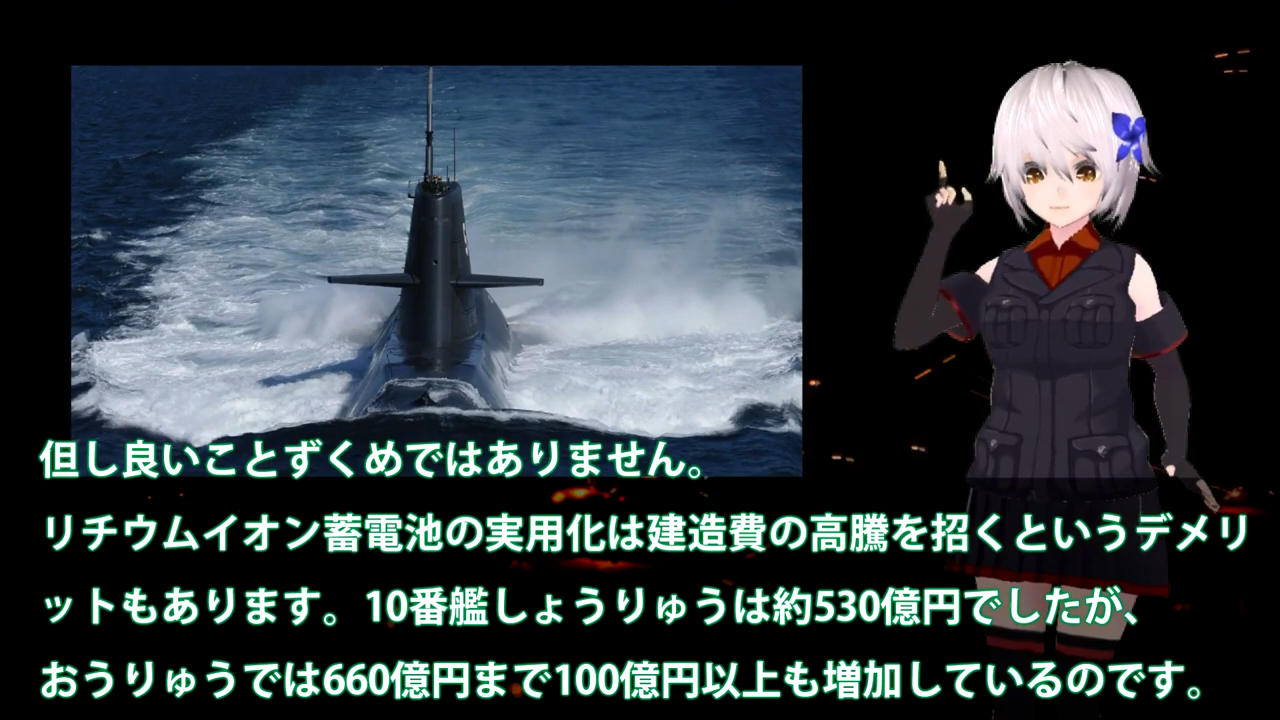 但し良いことずくめではありません。
リチウムイオン蓄電池の実用化は建造費の高騰を招くというデメリ
ットもあります。10番艦しょうりゅうは約530億円でしたが、
おうりゅうでは660億円まで100億円以上も増加しているのです。